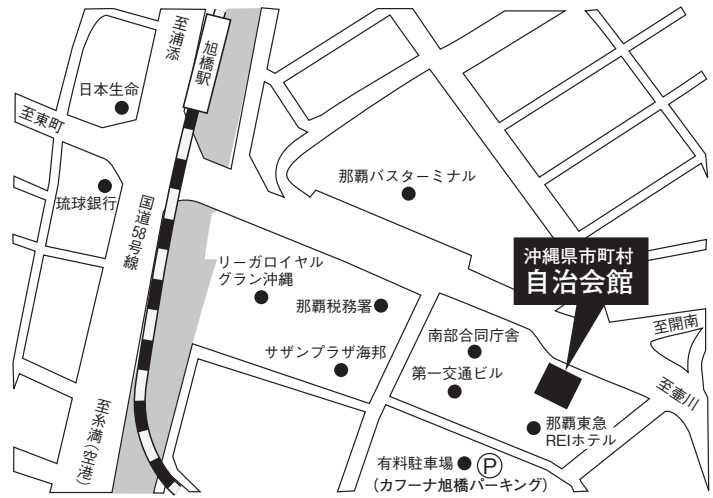 至浦添
旭橋駅
日本生命
至東町
琉球銀行
国道58号線
那覇バスターミナル
沖縄県市町村
自治会館
リーガロイヤル
グラン沖縄
那覇税務署
至開南
南部合同庁舎
サザンプラザ海邦
第一交通ビル
至壷川
至糸満(空港)
那覇東急
REIホテル
有料駐車場 P
(カフーナ旭橋パーキング)